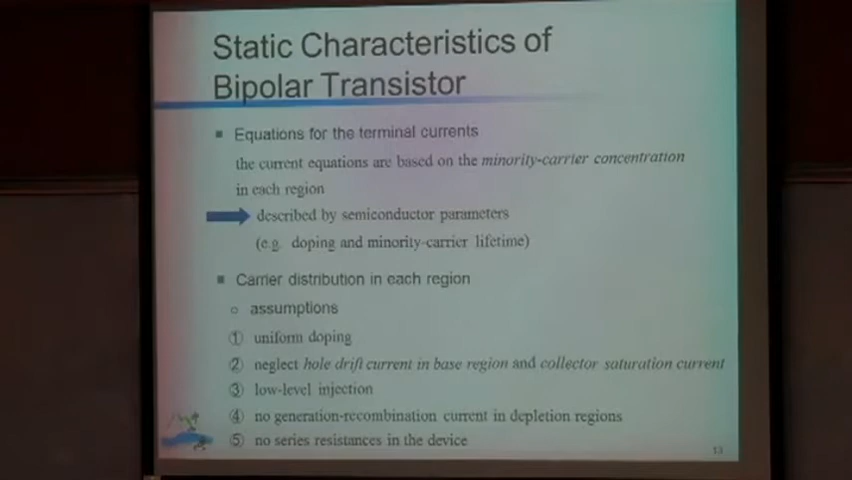 Static Characteristics of
Bipolar Transistor
■ Equations for the terminal currents
the current equations are based on the minority-carrier concentration
in each region
described by semiconductor parameters
(e.g. doping and minority-carrier lifetime)
■ Carrier distribution in each region
○ assumptions
① uniform doping
② neglect hole drift current in base region and collector saturation current
③ low-level injection
④ no generation-recombination current in depletion regions
⑤ no series resistances in the device
13